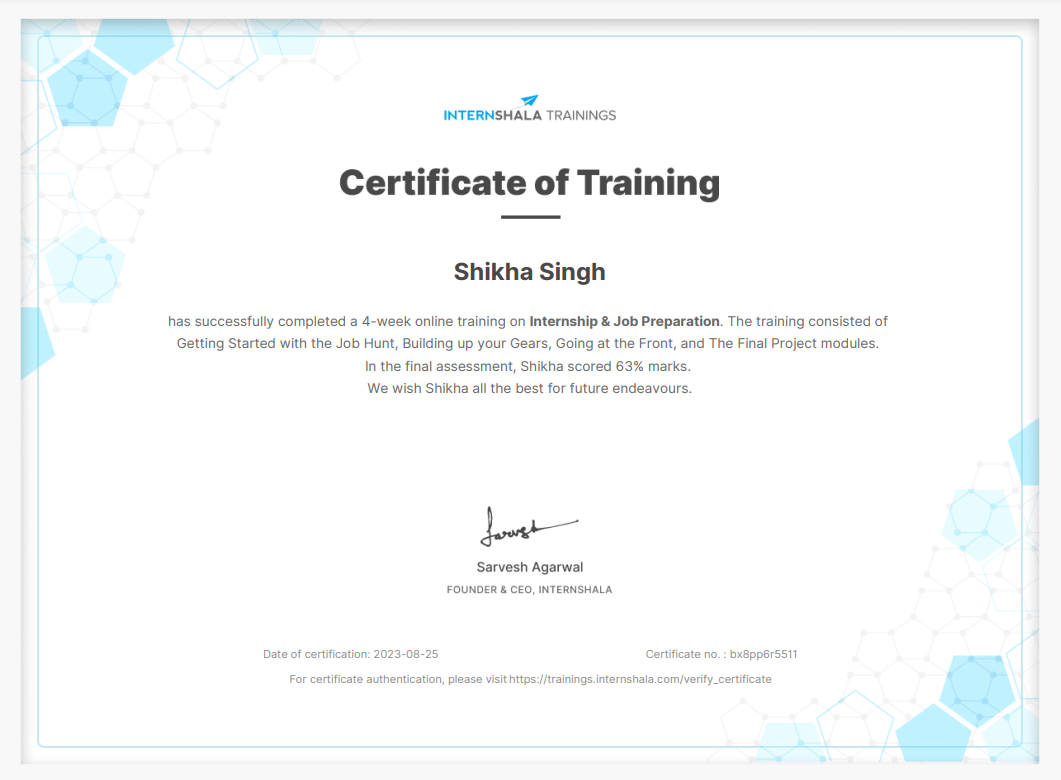 INTERNSHALA TRAININGS
Certificate of Training
Shikha Singh
has successfully completed a 4-week online training on Internship & Job Preparation. The training consisted of
Getting Started with the Job Hunt, Building up your Gears, Going at the Front, and The Final Project modules.
In the final assessment, Shikha scored 63% marks.
We wish Shikha all the best for future endeavours.
Sarvesh
Sarvesh Agarwal
FOUNDER & CEO, INTERNSHALA
Date of certification: 2023-08-25
Certificate no. : bx8pp6r5511
For certificate authentication, please visit https://trainings.internshala.com/verify_certificate